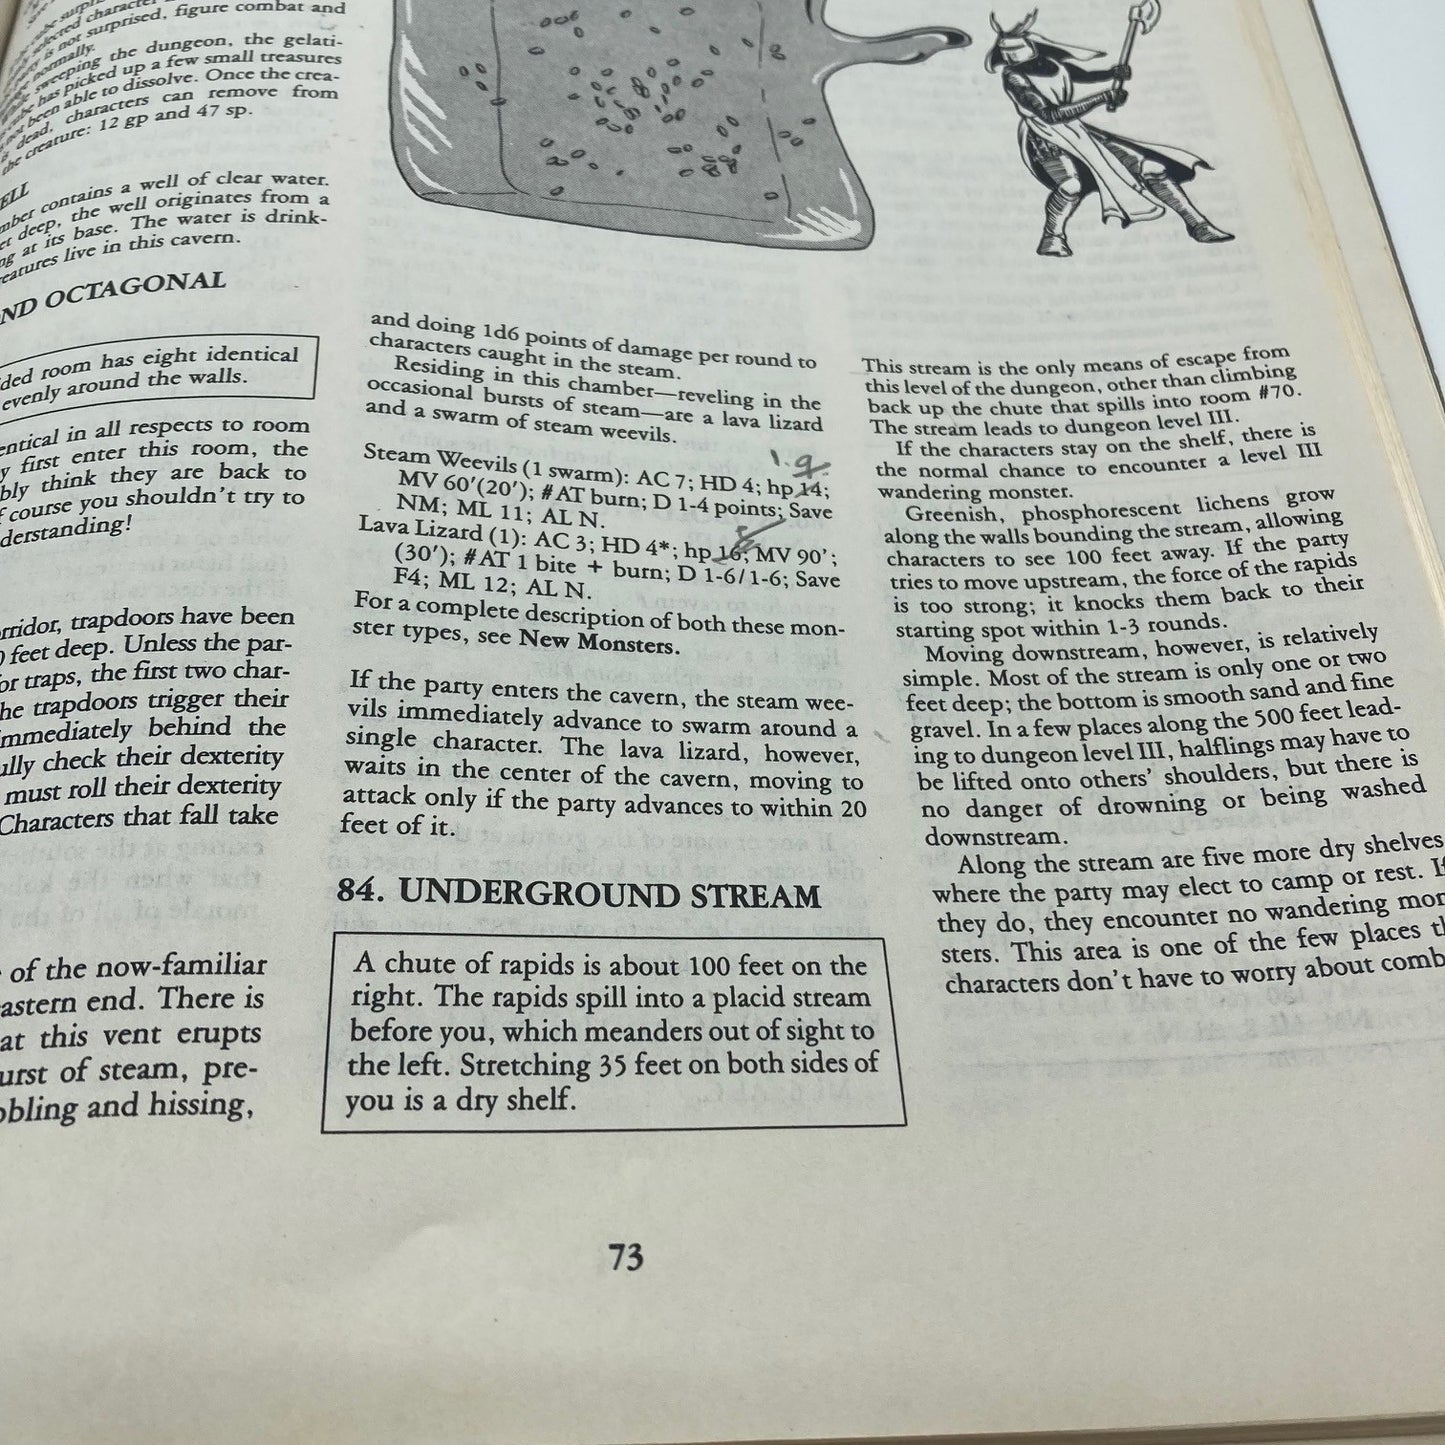 not surprised, figure combat and
normally.
sweeping the dungeon, the gelati-
has picked up a few small treasures
been able to dissolve. Once the crea-
dead, characters can remove from
the creature: 12 gp and 47 sp.
ELL
mber contains a well of clear water.
et deep, the well originates from a
ng at its base. The water is drink-
eatures live in this cavern.
ND OCTAGONAL
ded room has eight identical
evenly around the walls.
entical in all respects to room
y first enter this room, the
bly think they are back to
f course you shouldn't try to
derstanding!
rridor, trapdoors have been
0 feet deep. Unless the par-
or traps, the first two char-
he trapdoors trigger their
mmediately behind the
ully check their dexterity
must roll their dexterity
Characters that fall take
of the now-familiar
astern end. There is
at this vent erupts
urst of steam, pre-
bbling and hissing,
and doing 1d6 points of damage per round to
characters caught in the steam.
Residing in this chamber—reveling in the
occasional bursts of steam—are a lava lizard
and a swarm of steam weevils.
Steam Weevils (1 swarm): AC 7; HD 4; hp 14;
MV 60'(20'); #AT burn; D 1-4 points; Save
NM; ML 11; AL N.
Lava Lizard (1): AC 3; HD 4*; hp 16; MV 90';
(30'); #AT 1 bite + burn; D 1-6/1-6; Save
F4; ML 12; AL N.
For a complete description of both these mon-
ster types, see New Monsters.
If the party enters the cavern, the steam wee-
vils immediately advance to swarm around a
single character. The lava lizard, however,
waits in the center of the cavern, moving to
attack only if the party advances to within 20
feet of it.
84. UNDERGROUND STREAM
A chute of rapids is about 100 feet on the
right. The rapids spill into a placid stream
before you, which meanders out of sight to
the left. Stretching 35 feet on both sides of
you is a dry shelf.
This stream is the only means of escape from
this level of the dungeon, other than climbing
back up the chute that spills into room #70.
The stream leads to dungeon level III.
If the characters stay on the shelf, there is
the normal chance to encounter a level III
wandering monster.
Greenish, phosphorescent lichens grow
along the walls bounding the stream, allowing
characters to see 100 feet away. If the party
tries to move upstream, the force of the rapids
is too strong; it knocks them back to their
starting spot within 1-3 rounds.
Moving downstream, however, is relatively
simple. Most of the stream is only one or two
feet deep; the bottom is smooth sand and fine
gravel. In a few places along the 500 feet lead-
ing to dungeon level III, halflings may have to
be lifted onto others' shoulders, but there is
no danger of drowning or being washed
downstream.
Along the stream are five more dry shelves
where the party may elect to camp or rest. If
they do, they encounter no wandering mon-
sters. This area is one of the few places th
characters don't have to worry about comb
73